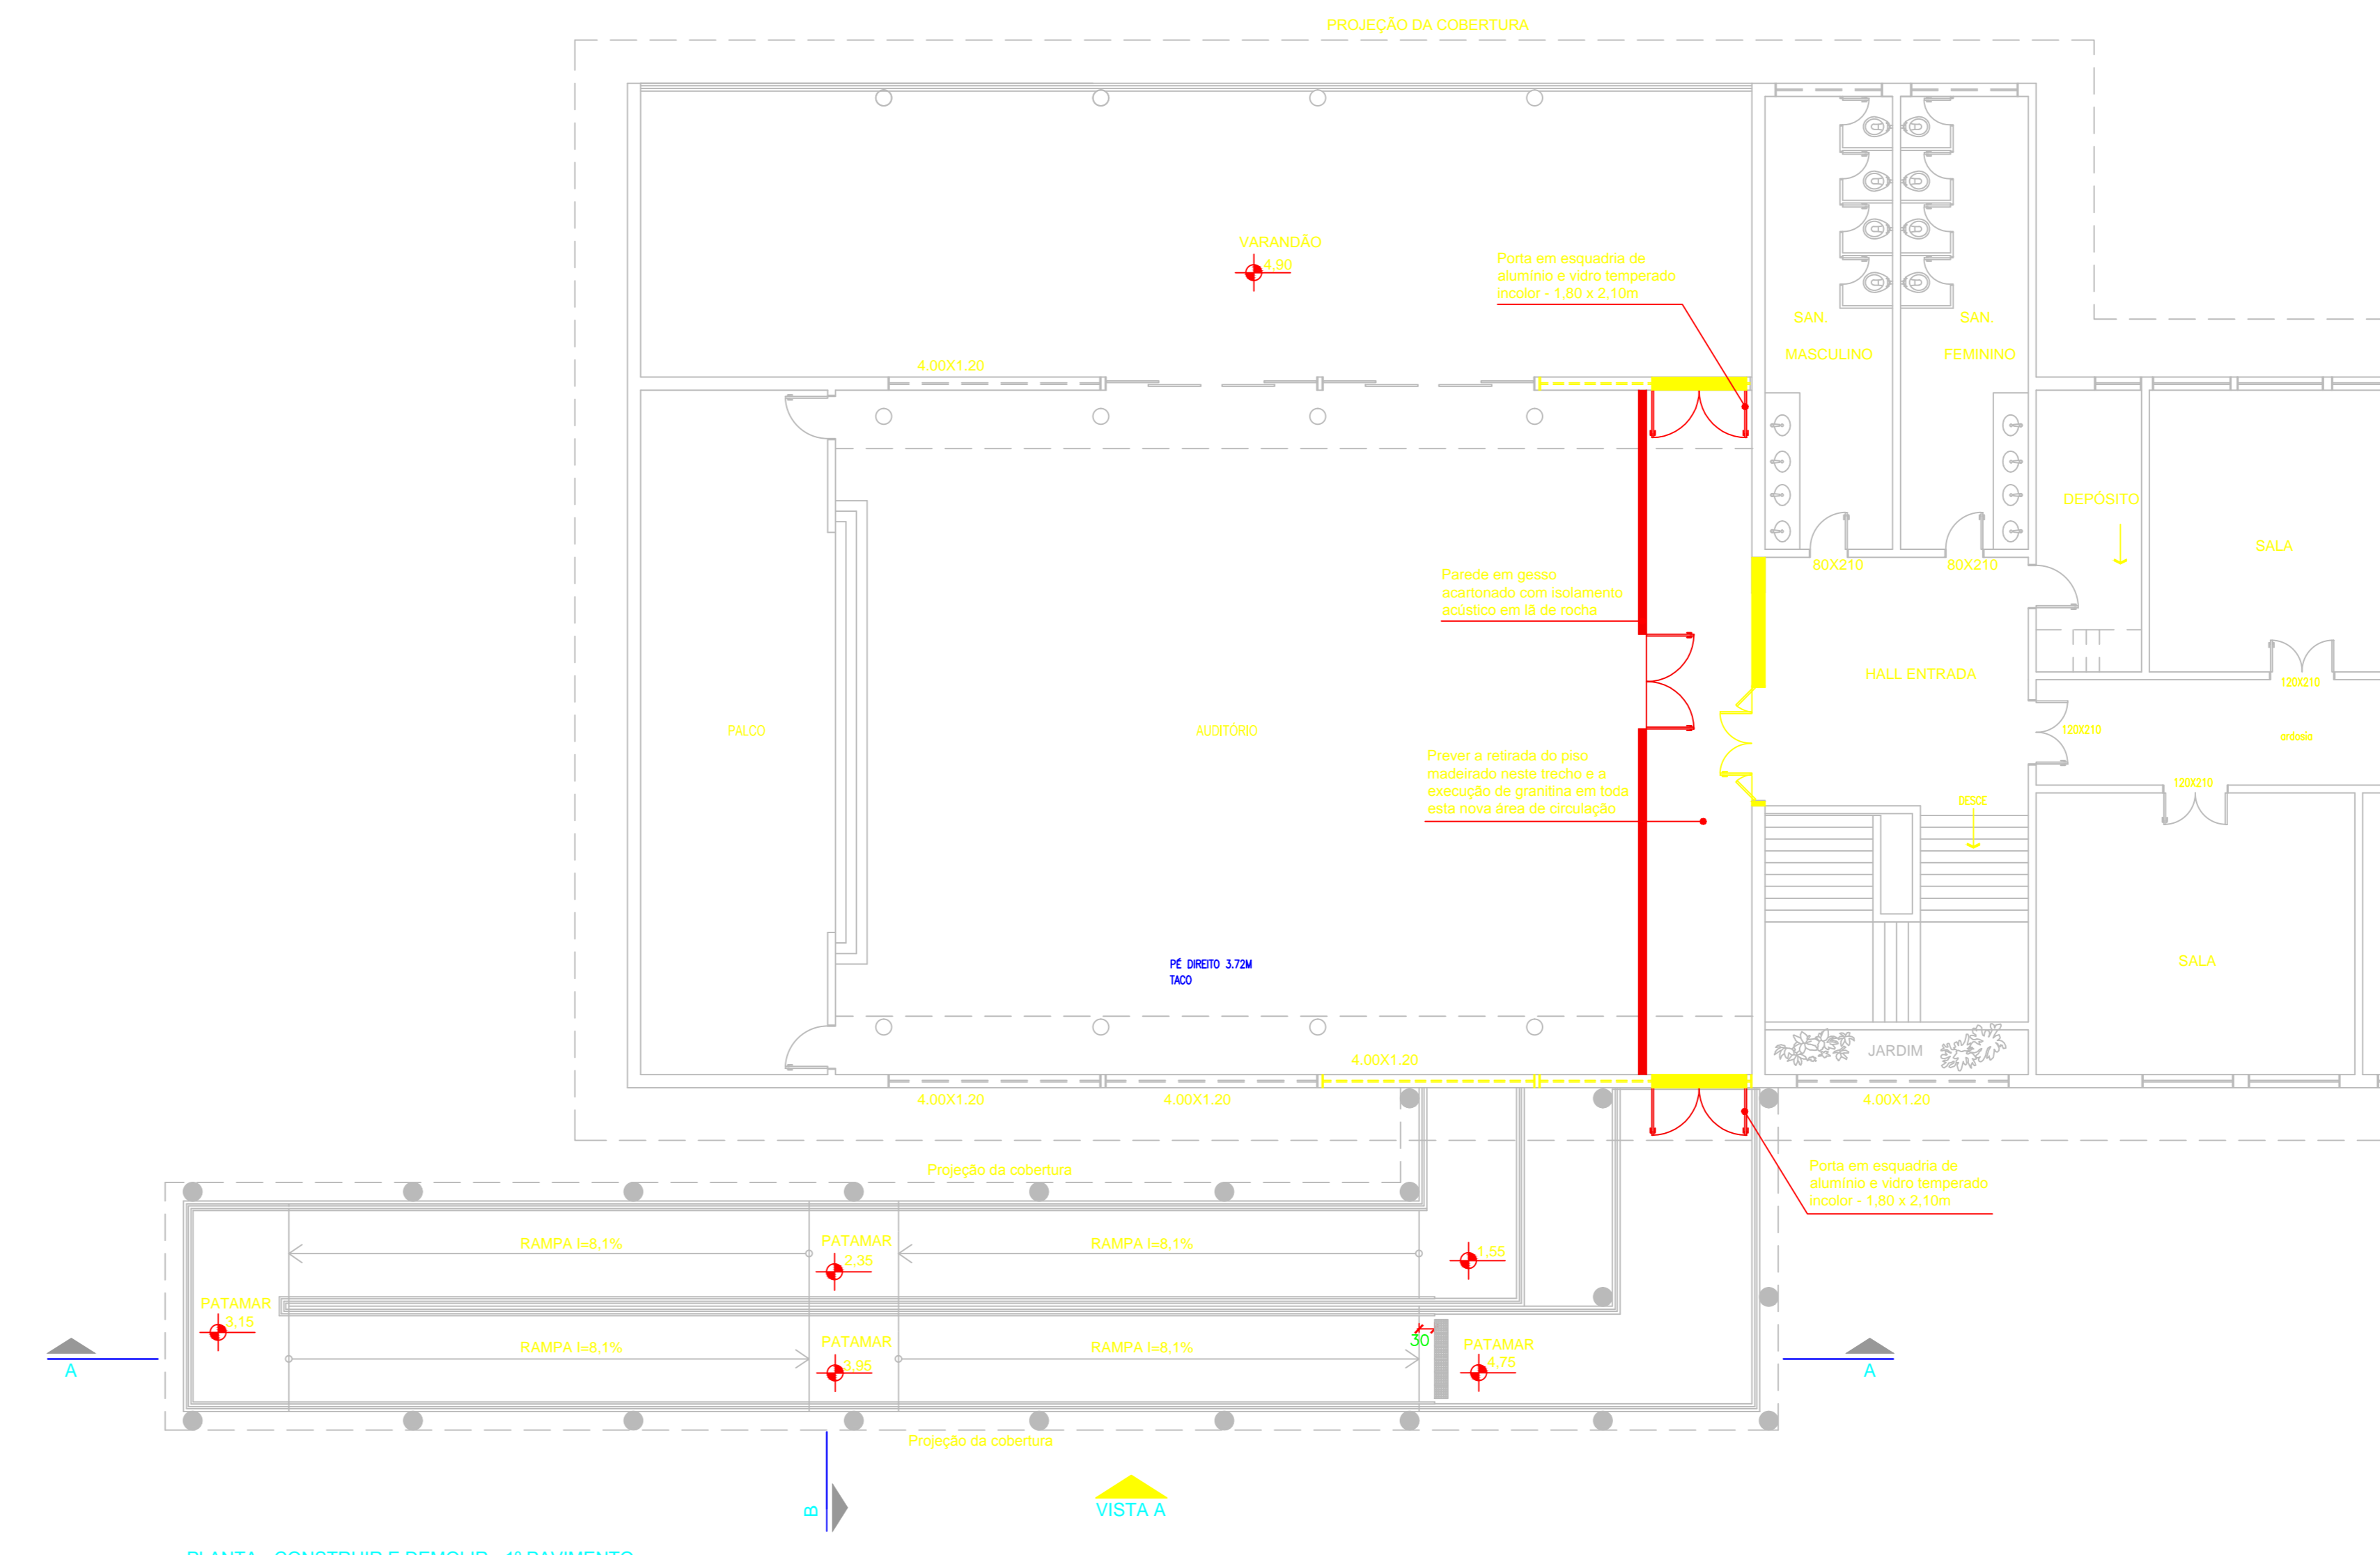 PROJEÇÃO DA COBERTURA
VARANDÃO
4,90
Porta em esquadria de
alumínio e vidro temperado
incolor - 1,80 x 2,10m
SAN.
MASCULINO
SAN.
FEMININO
4.00X1.20
DEPÓSITO
SALA
80X210
80X210
Parede em gesso
acartonado com isolamento
acústico em lã de rocha
HALL ENTRADA
120X210
PALCO
AUDITÓRIO
120X210
ardosia
Prever a retirada do piso
madeirado neste trecho e a
execução de granitina em toda
esta nova área de circulação
120X210
DESCE
PÉ DIREITO 3.72M
TACO
SALA
JARDIM
4.00X1.20
4.00X1.20
4.00X1.20
4.00X1.20
Projeção da cobertura
Porta em esquadria de
alumínio e vidro temperado
incolor - 1,80 x 2,10m
RAMPA I=8,1%
PATAMAR
2,35
RAMPA I=8,1%
1,55
PATAMAR
3,15
RAMPA I=8,1%
PATAMAR
3,95
RAMPA I=8,1%
30
PATAMAR
4,75
A
A
Projeção da cobertura
B
VISTA A
PLANTA - CONSTRUIR E DEMOLIR - 1º PAVIMENTO